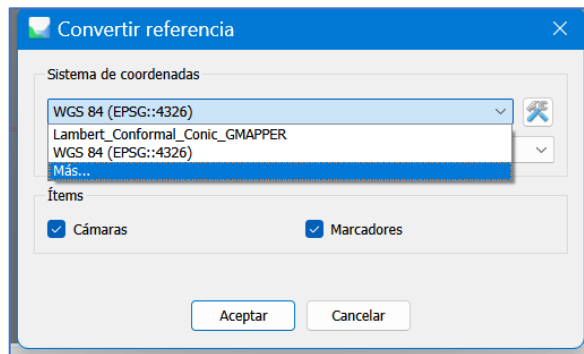 Convertir referencia
Sistema de coordenadas
WGS 84 (EPSG::4326)
Lambert_Conformal_Conic_GMAPPER
WGS 84 (EPSG::4326)
Más...
Ítems
Cámaras
Marcadores
Aceptar
Cancelar